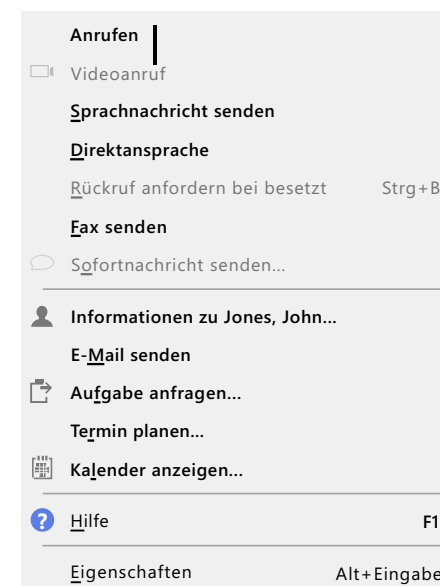 Anrufen
Videoanruf
Sprachnachricht senden
Direktansprache
Rückruf anfordern bei besetzt Strg+B
Fax senden
Sofortnachricht senden...
Informationen zu Jones, John...
E-Mail senden
Aufgabe anfragen...
Termin planen...
Kalender anzeigen...
Hilfe F1
Eigenschaften Alt+Eingabe